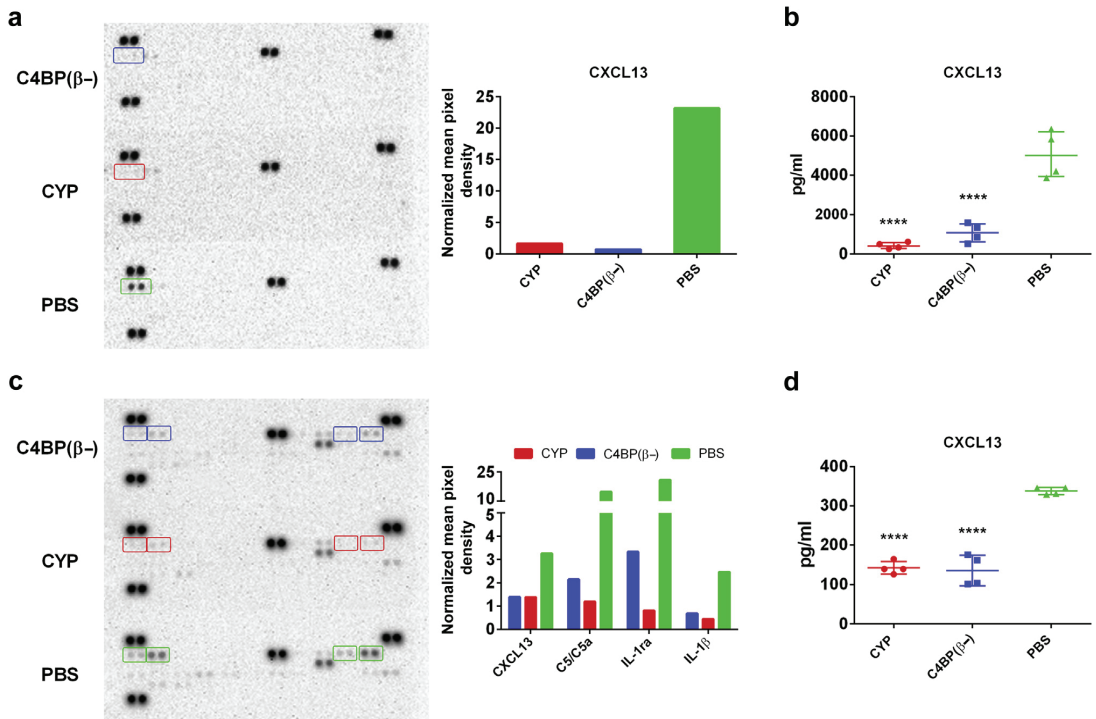 a
C4BP(β–)
CYP
PBS
CXCL13
Normalized mean pixel
density
25
20
15
10
5
0
CYP
C4BP(β–)
PBS
b
CXCL13
pg/ml
8000
6000
4000
2000
0
****
****
CYP
C4BP(β–)
PBS
c
C4BP(β–)
CYP
PBS
CYP
C4BP(β–)
PBS
Normalized mean pixel
density
25
20
15
10
5
4
3
2
1
0
CXCL13
C5/C5a
IL-1ra
IL-1β
d
CXCL13
pg/ml
400
300
200
150
100
0
****
****
CYP
C4BP(β–)
PBS